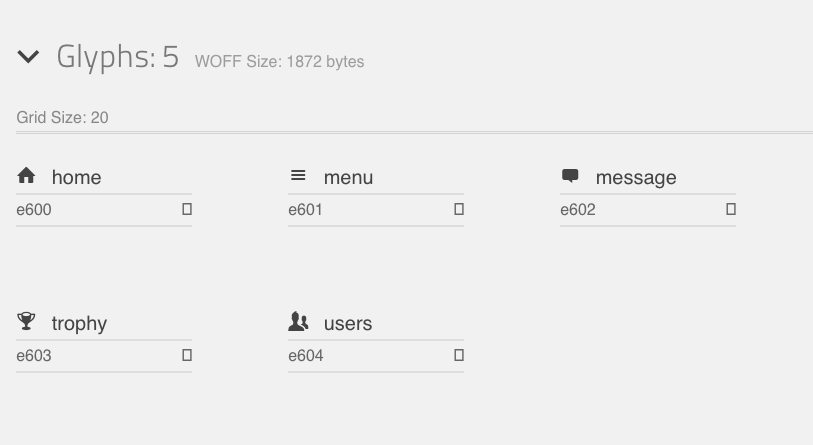 Glyphs: 5 WOFF Size: 1872 bytes
Grid Size: 20
home menu message
e600 e601 e602
trophy users
e603 e604